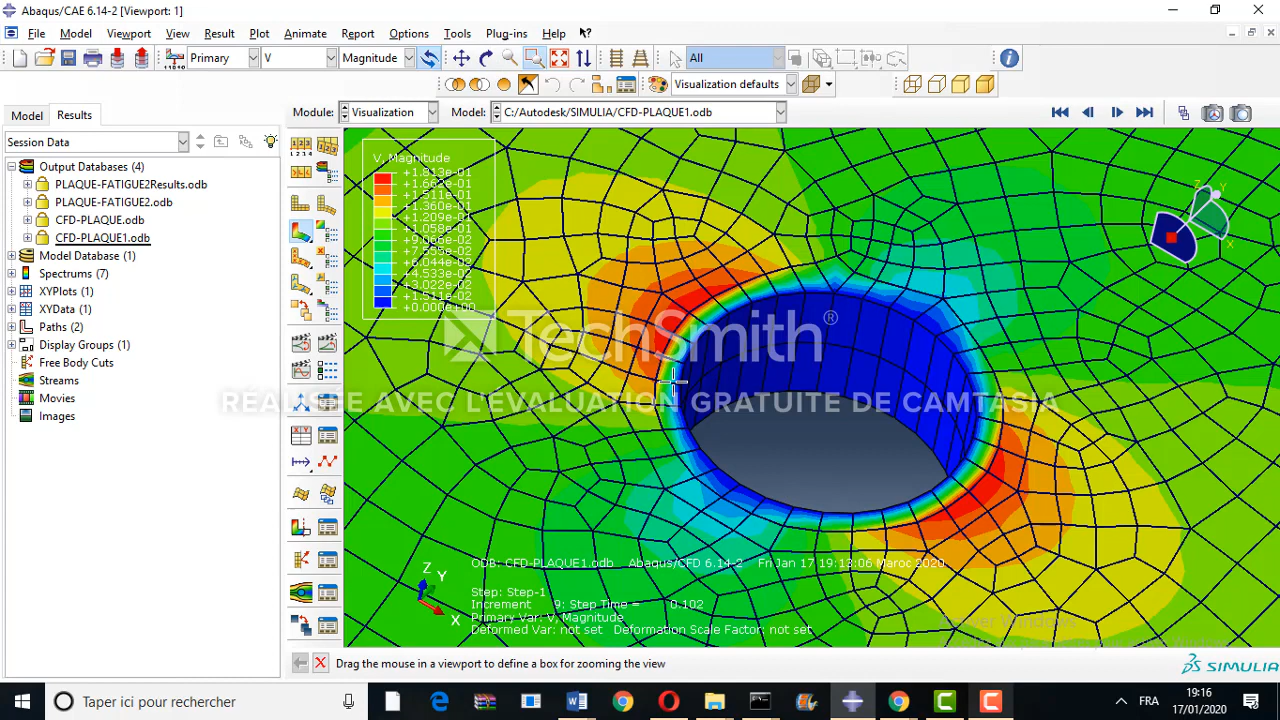 Abaqus/CAE 6.14-2 [Viewport: 1]
File Model Viewport View Result Plot Animate Report Options Tools Plug-ins Help
Primary V Magnitude All
Visualization defaults
Model Results Module: Visualization Model: C:/Autodesk/SIMULIA/CFD-PLAQUE1.odb
Session Data
Output Databases (4)
PLAQUE-FATIGUE2Results.odb
PLAQUE-FATIGUE2.odb
CFD-PLAQUE.odb
CFD-PLAQUE1.odb
Model Database (1)
Spectrums (7)
XYPlots (1)
XYData (1)
Paths (2)
Display Groups (1)
Free Body Cuts
Streams
Movies
Images
V, Magnitude
+1.813e-01
+1.662e-01
+1.511e-01
+1.360e-01
+1.209e-01
+1.058e-01
+9.066e-02
+7.555e-02
+6.044e-02
+4.533e-02
+3.022e-02
+1.511e-02
+0.000e+00
Z Y
X
TechSmith®
RÉALISÉE AVEC L'ÉVALUATION GRATUITE DE CAMTASIA
Z
Y
X
ODB: CFD-PLAQUE1.odb Abaqus/CFD 6.14-2 Fri Jan 17 19:13:06 Maroc 2020
Step: Step-1
Increment 9: Step Time = 0.102
Primary Var: V, Magnitude
Deformed Var: not set Deformation Scale Factor: not set
Drag the mouse in a viewport to define a box for zooming the view
SIMULIA
Taper ici pour rechercher
FRA
19:16
17/01/2020